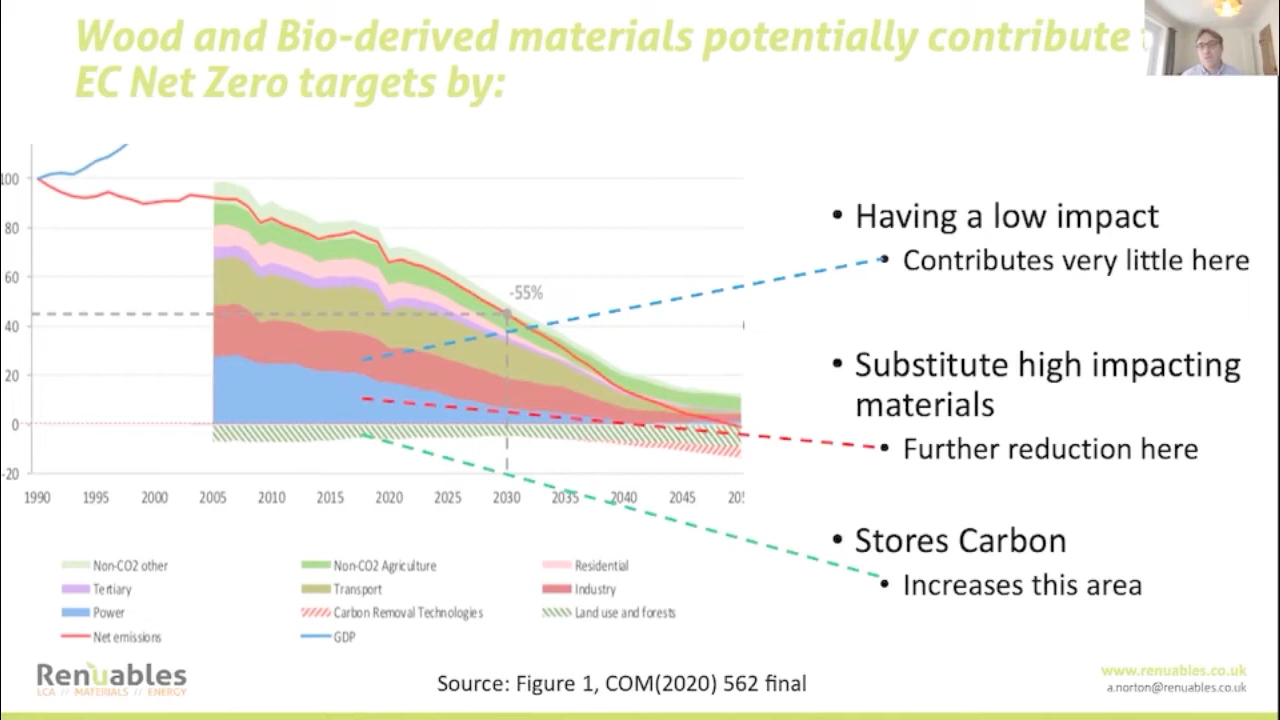 Wood and Bio-derived materials potentially contribute
EC Net Zero targets by:
100
80
60
40
20
0
-20
-55%
1990 1995 2000 2005 2010 2015 2020 2025 2030 2035 2040 2045 205
• Having a low impact
• Contributes very little here
• Substitute high impacting
materials
• Further reduction here
• Stores Carbon
• Increases this area
Non-CO2 other Non-CO2 Agriculture Residential
Tertiary Transport Industry
Power Carbon Removal Technologies Land use and forests
Net emissions GDP
Renuables
LCA // MATERIALS // ENERGY
Source: Figure 1, COM(2020) 562 final
www.renuables.co.uk
a.norton@renuables.co.uk